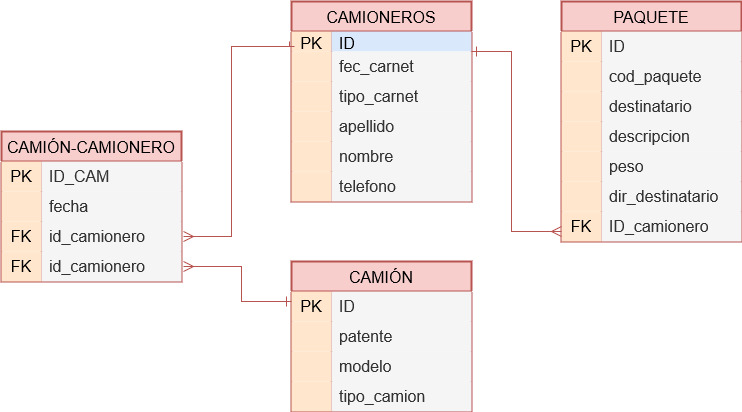 CAMIONEROS
PK ID
fec_carnet
tipo_carnet
apellido
nombre
telefono
PAQUETE
PK ID
cod_paquete
destinatario
descripcion
peso
dir_destinatario
FK ID_camionero
CAMIÓN-CAMIONERO
PK ID_CAM
fecha
FK id_camionero
FK id_camionero
CAMIÓN
PK ID
patente
modelo
tipo_camion